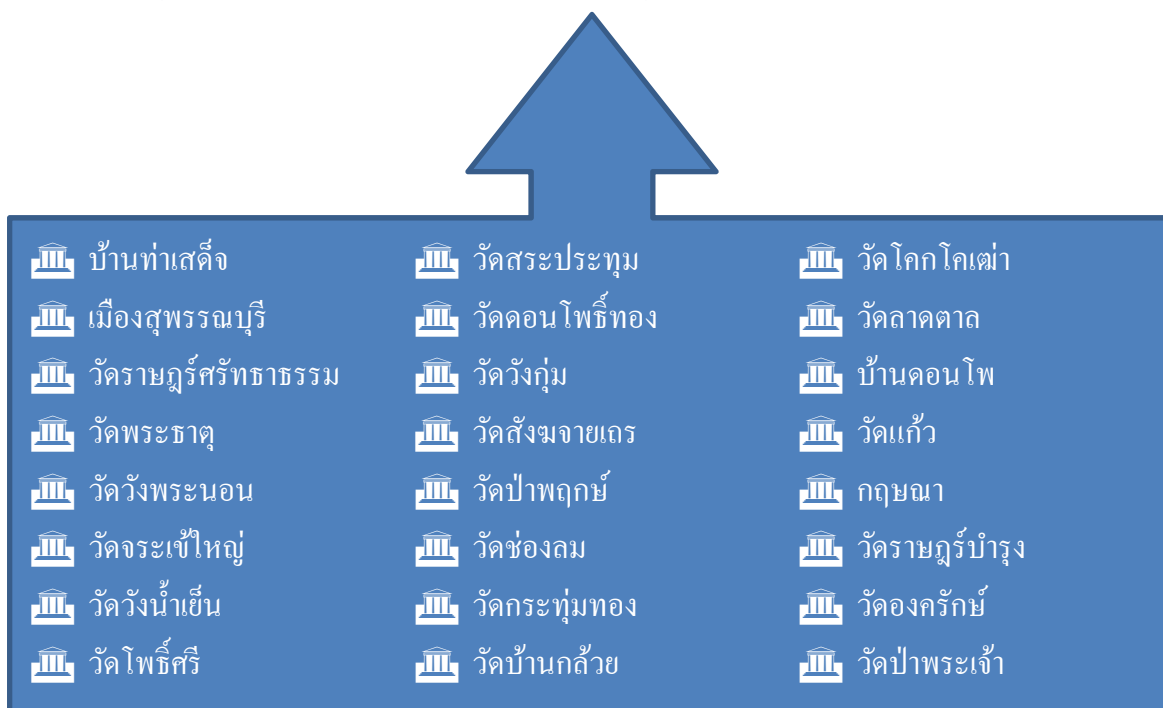 บ้านท่าเสด็จ
เมืองสุพรรณบุรี
วัดราษฎร์ศรัทธาธรรม
วัดพระธาตุ
วัดวังพระนอน
วัดจระเข้ใหญ่
วัดวังน้ำเย็น
วัดโพธิ์ศรี
วัดสระประทุม
วัดดอนโพธิ์ทอง
วัดวังกุ่ม
วัดสังฆจายเถร
วัดป่าพฤกษ์
วัดช่องลม
วัดกระทุ่มทอง
วัดบ้านกล้วย
วัดโคกโคเฒ่า
วัดลาดตาล
บ้านดอนโพ
วัดแก้ว
กฤษณา
วัดราษฎร์บำรุง
วัดองครักษ์
วัดป่าพระเจ้า